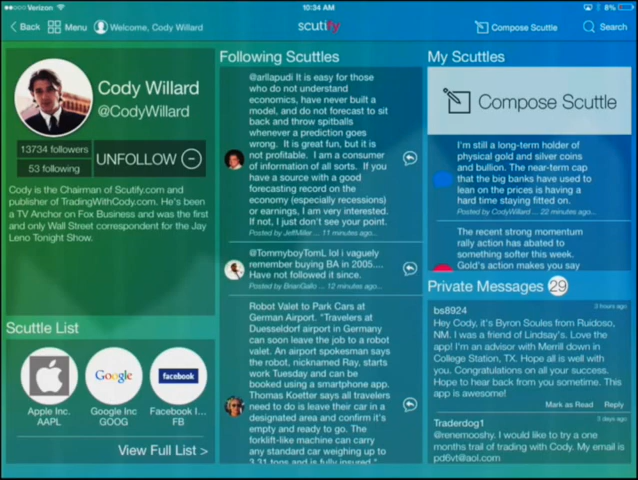 Verizon
10:34 AM
8%
Back
Menu
Welcome, Cody Willard
scutify
Compose Scuttle
Search
Cody Willard
@CodyWillard
13734 followers
53 following
UNFOLLOW
Cody is the Chairman of Scutify.com and
publisher of TradingWithCody.com. He's been
a TV Anchor on Fox Business and was the first
and only Wall Street correspondent for the Jay
Leno Tonight Show.
Scuttle List
Google
facebook
Apple Inc.
AAPL
Google Inc
GOOG
Facebook I...
FB
View Full List >
Following Scuttles
@arllapudi It is easy for those
who do not understand
economics, have never built a
model, and do not forecast to sit
back and throw spitballs
whenever a prediction goes
wrong. It is great fun, but it is
not profitable. I am a consumer
of information of all sorts. If you
have a source with a good
forecasting record on the
economy (especially recessions)
or earnings, I am very interested.
If not, I just don't see your point.
Posted by JeffMiller ... 11 minutes ago...
@TommyboyTomL lol i vaguely
remember buying BA in 2005....
Have not followed it since.
Posted by BrianGallo ... 12 minutes ago...
Robot Valet to Park Cars at
German Airport. "Travelers at
Duesseldorf airport in Germany
can soon leave the job to a robot
valet. An airport spokesman says
the robot, nicknamed Ray, starts
work Tuesday and can be
booked using a smartphone app.
Thomas Koetter says all travelers
need to do is leave their car in a
designated area and confirm it's
empty and ready to go. The
forklift-like machine can carry
any standard car weighing up to
3.31 tons and is fully insured."
My Scuttles
Compose Scuttle
I'm still a long-term holder of
physical gold and silver coins
and bullion. The near-term cap
that the big banks have used to
lean on the prices is having a
hard time staying fitted on.
Posted by CodyWillard ... 22 minutes ago...
The recent strong momentum
rally action has abated to
something softer this week.
Gold's action makes you say
Private Messages 29
bs8924
3 hours ago
Hey Cody, it's Byron Soules from Ruidoso,
NM. I was a friend of Lindsay's. Love the
app! I'm an advisor with Merrill down in
College Station, TX. Hope all is well with
you. Congratulations on all your success.
Hope to hear back from you sometime. This
app is awesome!
Mark as Read
Reply
Traderdog1
5 days ago
@renemooshy. I would like to try a one
months trail of trading with Cody. My email is
pd6vt@aol.com